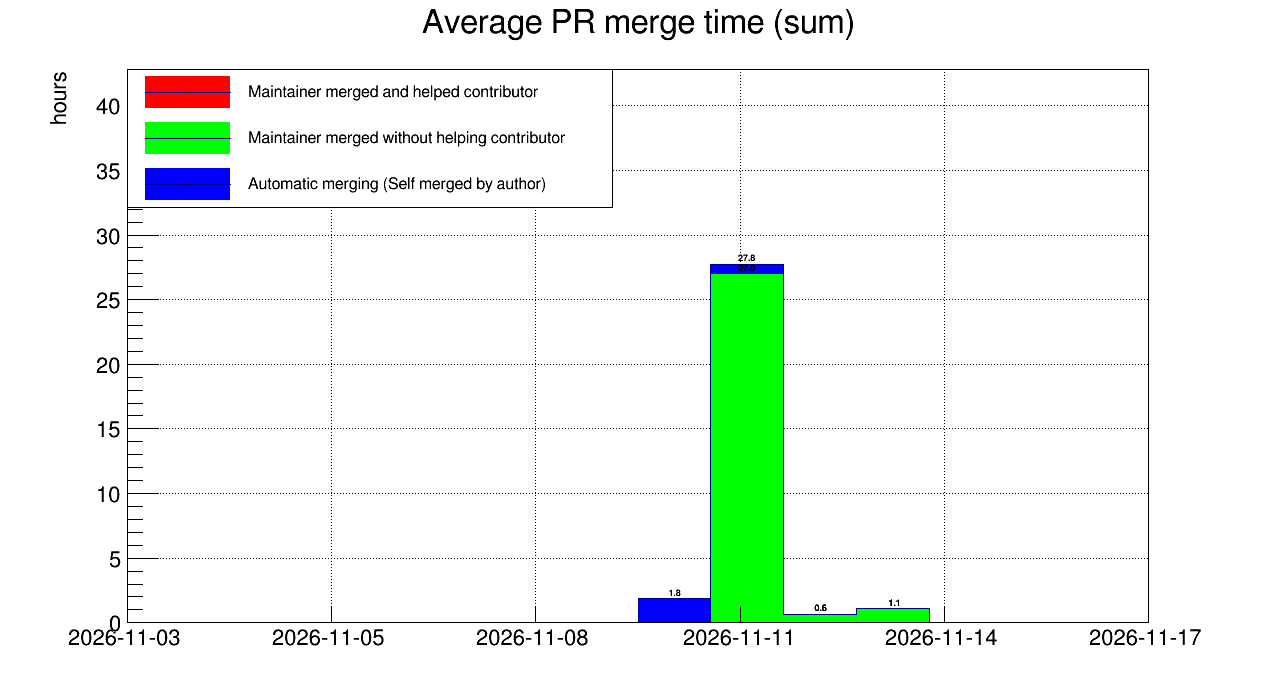 Average PR merge time (sum)
hours
Maintainer merged and helped contributor
Maintainer merged without helping contributor
Automatic merging (Self merged by author)
40
35
30
25
20
15
10
5
0
27.8
27.0
1.8
0.6
1.1
2026-11-03 2026-11-05 2026-11-08 2026-11-11 2026-11-14 2026-11-17